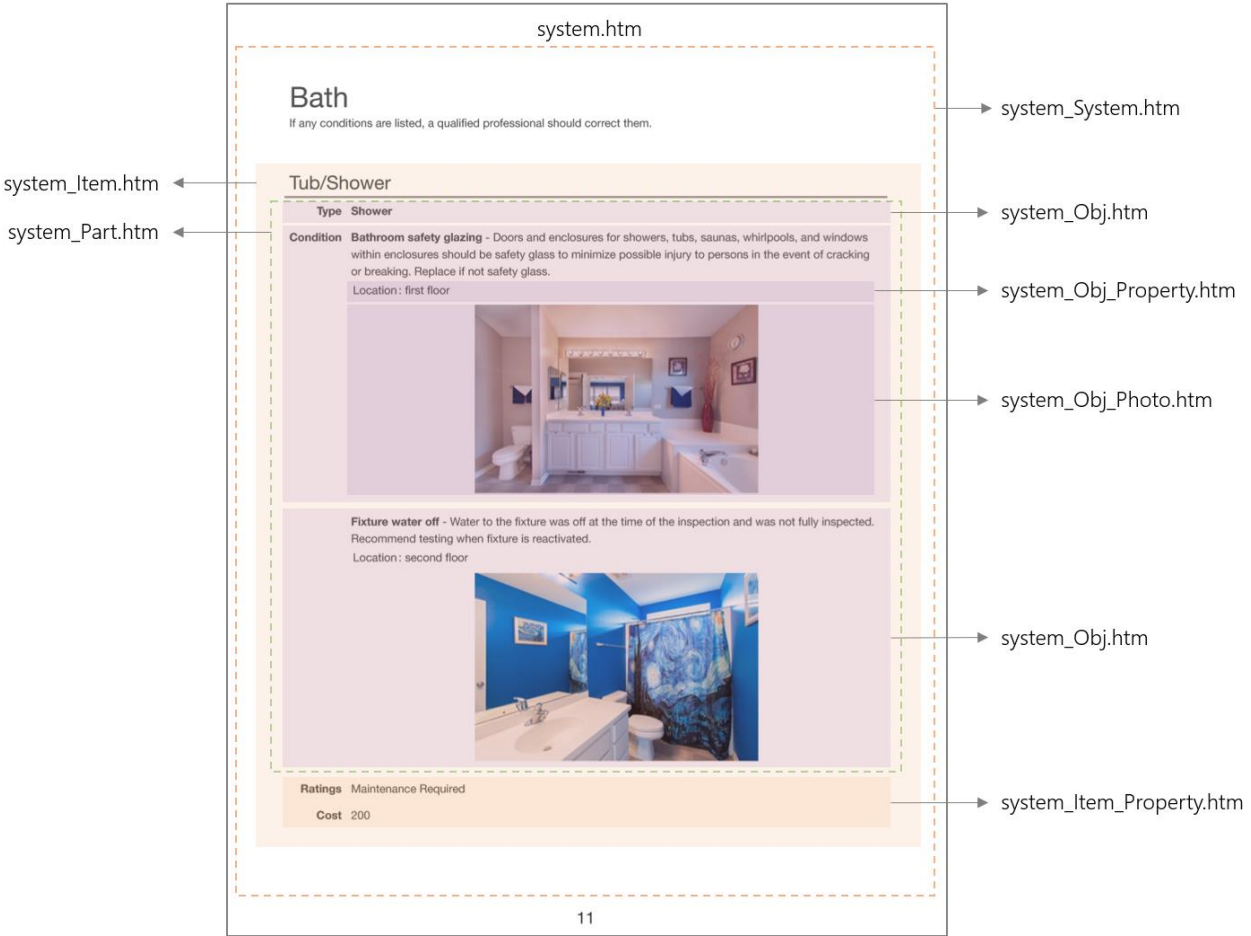 system.htm
Bath
If any conditions are listed, a qualified professional should correct them.
system_System.htm
system_Item.htm
Tub/Shower
system_Part.htm
Type Shower
system_Obj.htm
Condition Bathroom safety glazing - Doors and enclosures for showers, tubs, saunas, whirlpools, and windows
within enclosures should be safety glass to minimize possible injury to persons in the event of cracking
or breaking. Replace if not safety glass.
Location: first floor
system_Obj_Property.htm
system_Obj_Photo.htm
Fixture water off - Water to the fixture was off at the time of the inspection and was not fully inspected.
Recommend testing when fixture is reactivated.
Location: second floor
system_Obj.htm
Ratings Maintenance Required
Cost 200
system_Item_Property.htm
11